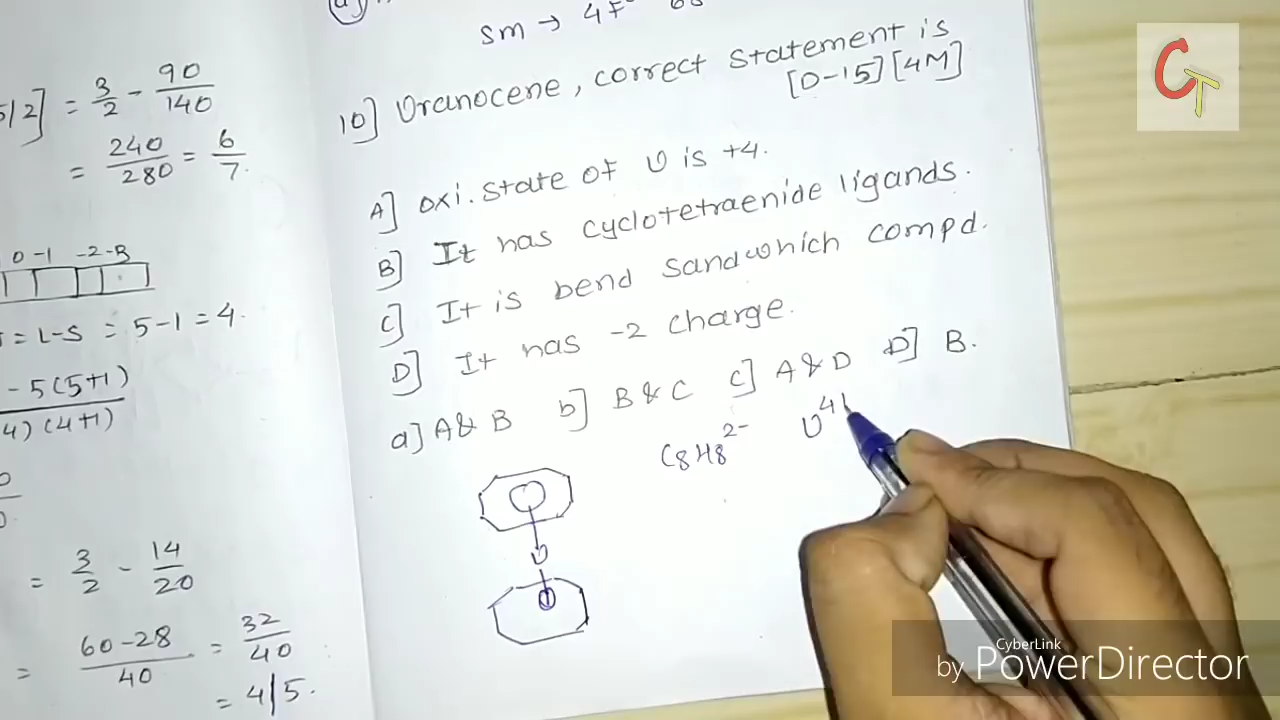 Sm → 4F
10] Uranocene, correct statement is
[D-15] [4M]
A] Oxi. state of U is +4.
B] It has cyclotetraenide ligands.
C] It is bend sandwhich compd.
D] It has -2 charge.
a] A & B b] B & C C] A & D D] B.
C8H8 2- U 4
U
5/2] = 3/2 - 90/140
= 240/280 = 6/7.
0 -1 -2 -3
= L-S = 5-1 = 4.
- 5(5+1)
4) (4+1)
= 3/2 - 14/20
= 60-28/40 = 32/40
= 4/5.
CT
CyberLink
by PowerDirector